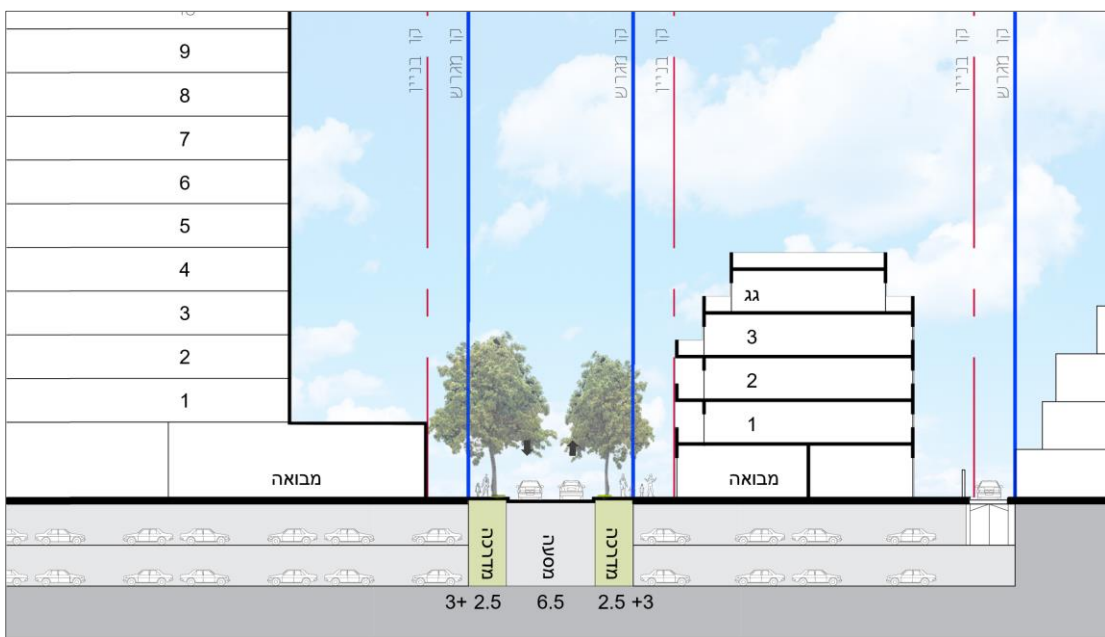 קו בניין
קו מגרש
קו מגרש
קו בניין
קו בניין
קו מגרש
9
8
7
6
5
4
3
2
1
מבואה
גג
3
2
1
מבואה
מדרכה
מסעה
מדרכה
3+ 2.5
6.5
2.5 +3